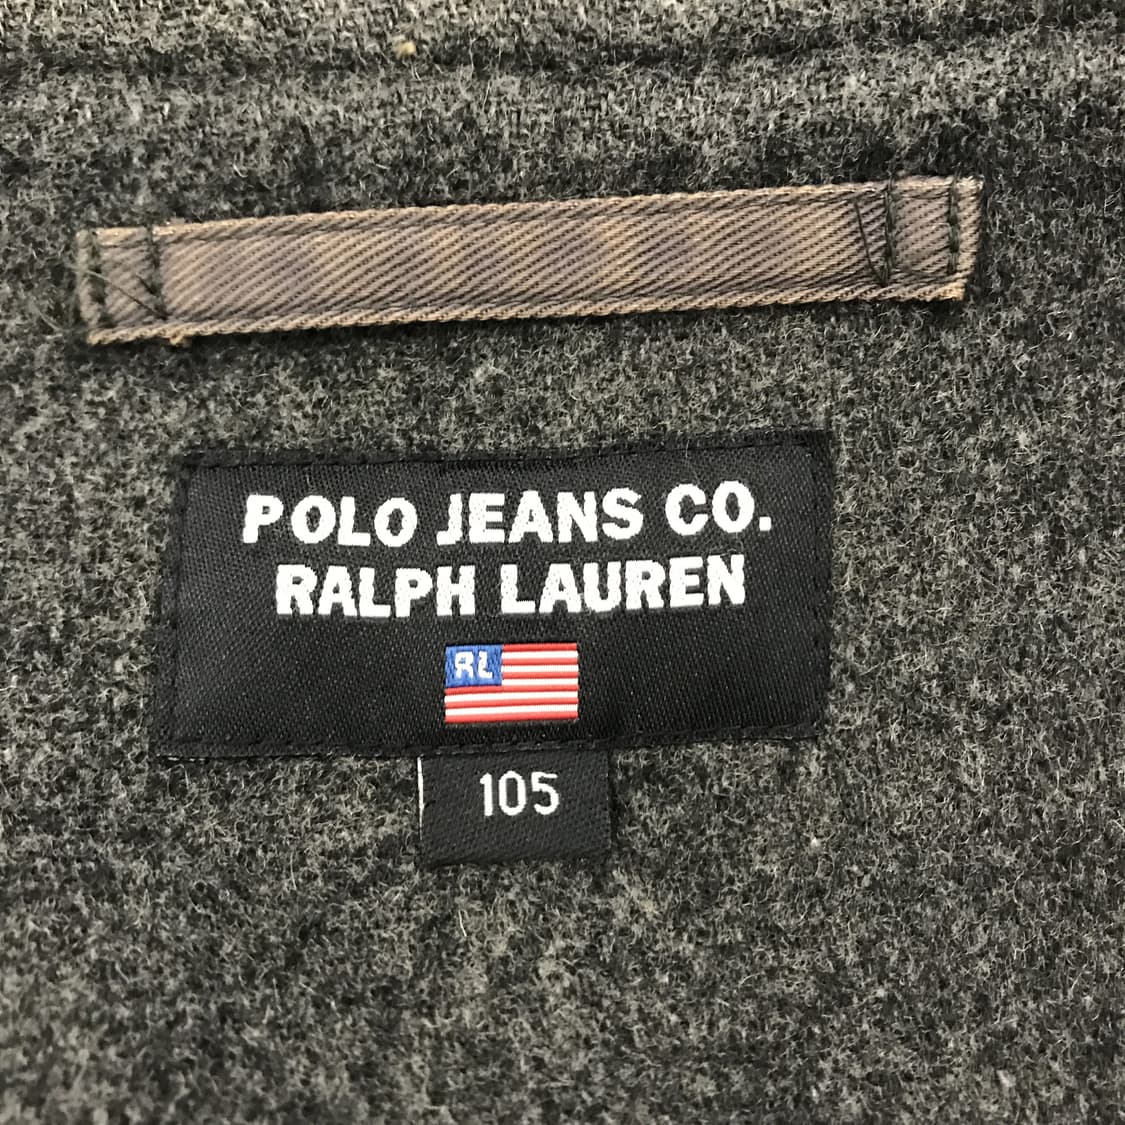 POLO JEANS CO.
RALPH LAUREN
RL
105